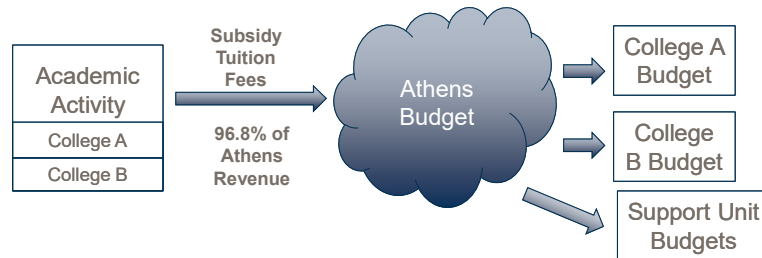 Academic
Activity
College A
College B
Subsidy
Tuition
Fees
96.8% of
Athens
Revenue
Athens
Budget
College A
Budget
College
B Budget
Support Unit
Budgets